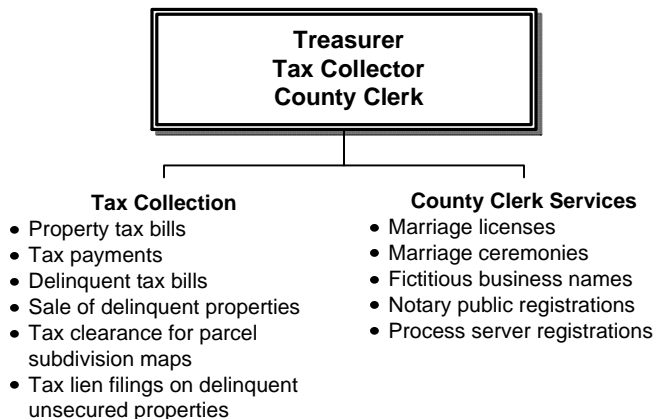 Treasurer
Tax Collector
County Clerk
Tax Collection
• Property tax bills
• Tax payments
• Delinquent tax bills
• Sale of delinquent properties
• Tax clearance for parcel
subdivision maps
• Tax lien filings on delinquent
unsecured properties
County Clerk Services
• Marriage licenses
• Marriage ceremonies
• Fictitious business names
• Notary public registrations
• Process server registrations